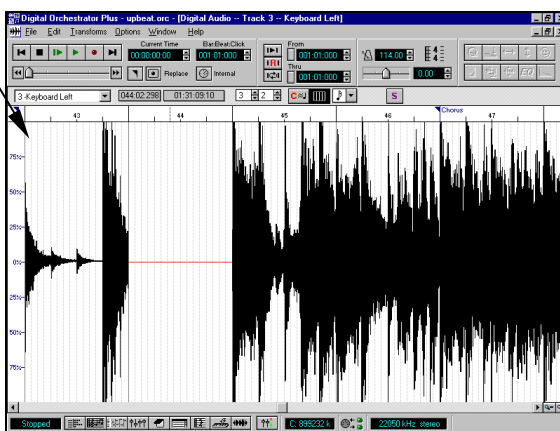 Digital Orchestrator Plus - upbeat.orc - [Digital Audio -- Track 3 -- Keyboard Left]
File Edit Transforms Options Window Help
Current Time Bar:Beat:Click From
00:00:00:00 001:01:000 001:01:000 114.00 4 4
Thru
Replace Internal 001:01:000 0.00
3 -Keyboard Left 044:02:298 01:31:09:10 3 2 C S
Chorus
43 44 45 46 47
75%
50%
25%
0%
25%
50%
75%
Stopped C: 899232 k 22050 kHz stereo